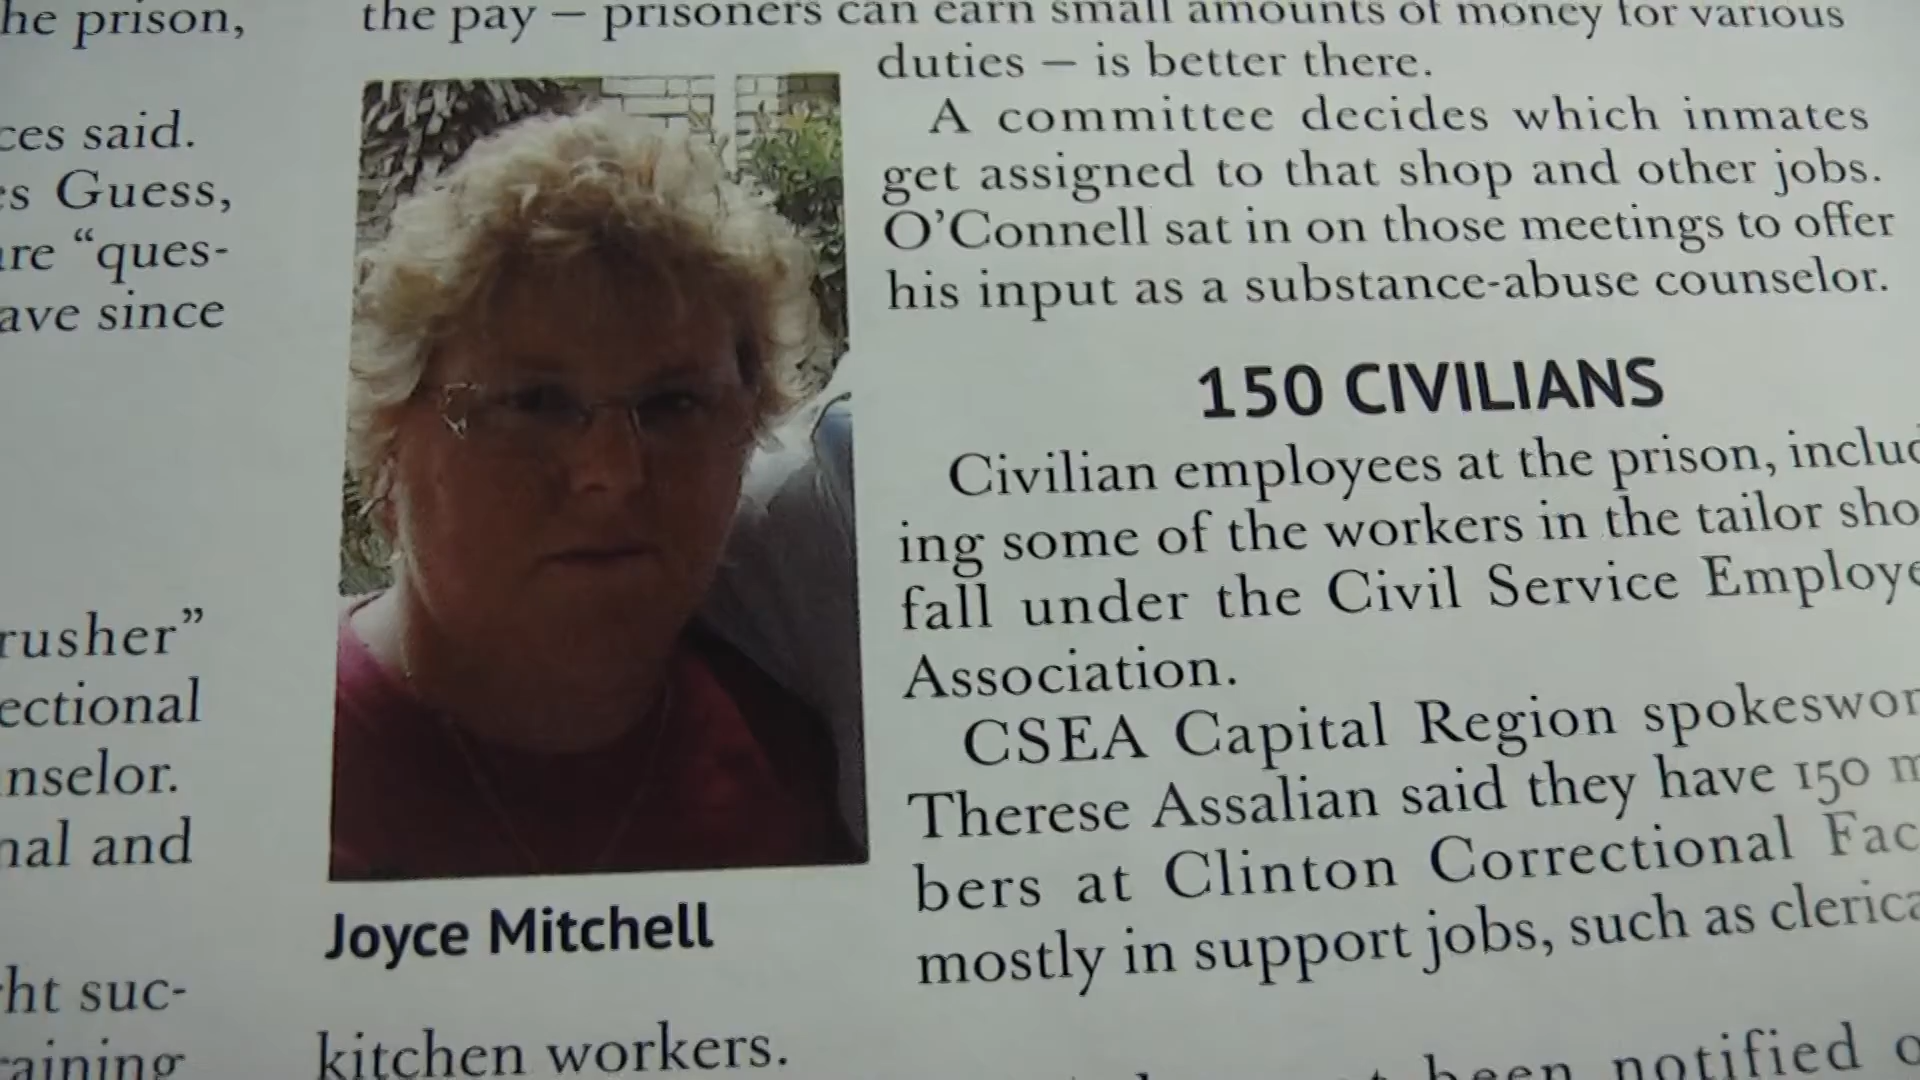 he prison,
ces said.
es Guess,
are “ques-
ave since
rusher”
ectional
nselor.
nal and
ht suc-
raining
the pay — prisoners can earn small amounts of money for various
duties — is better there.
A committee decides which inmates
get assigned to that shop and other jobs.
O’Connell sat in on those meetings to offer
his input as a substance-abuse counselor.
150 CIVILIANS
Civilian employees at the prison, includ
ing some of the workers in the tailor sho
fall under the Civil Service Employe
Association.
CSEA Capital Region spokeswom
Therese Assalian said they have 150 m
bers at Clinton Correctional Fac
mostly in support jobs, such as clerica
Joyce Mitchell
kitchen workers.
been notified o